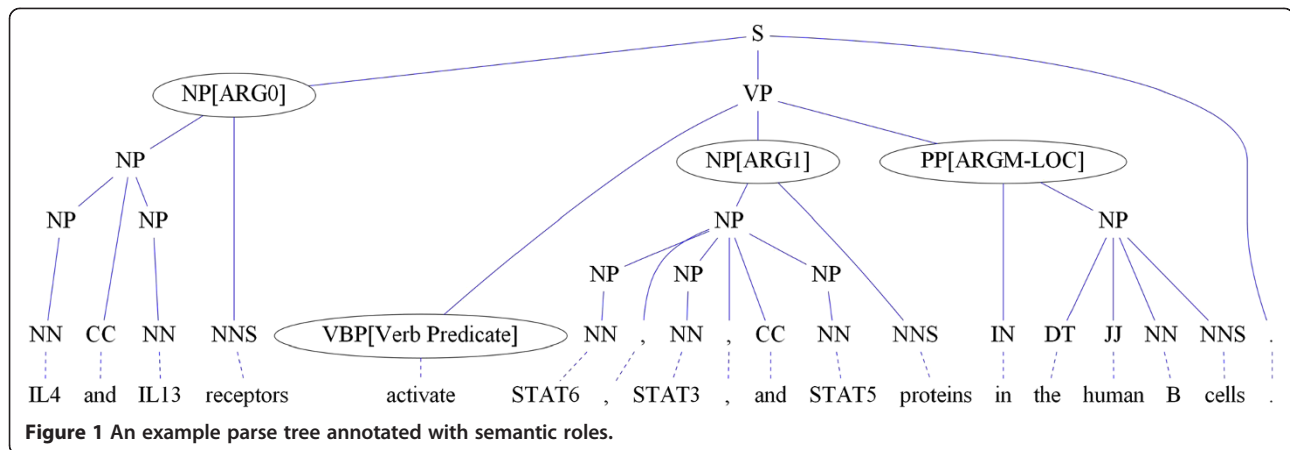 S
NP[ARG0] VP
NP NP[ARG1] PP[ARGM-LOC]
NP NP NP NP
NP NP NP
NN CC NN NNS VBP[Verb Predicate] NN , NN , CC NN NNS IN DT JJ NN NNS .
IL4 and IL13 receptors activate STAT6 , STAT3 , and STAT5 proteins in the human B cells .
Figure 1 An example parse tree annotated with semantic roles.